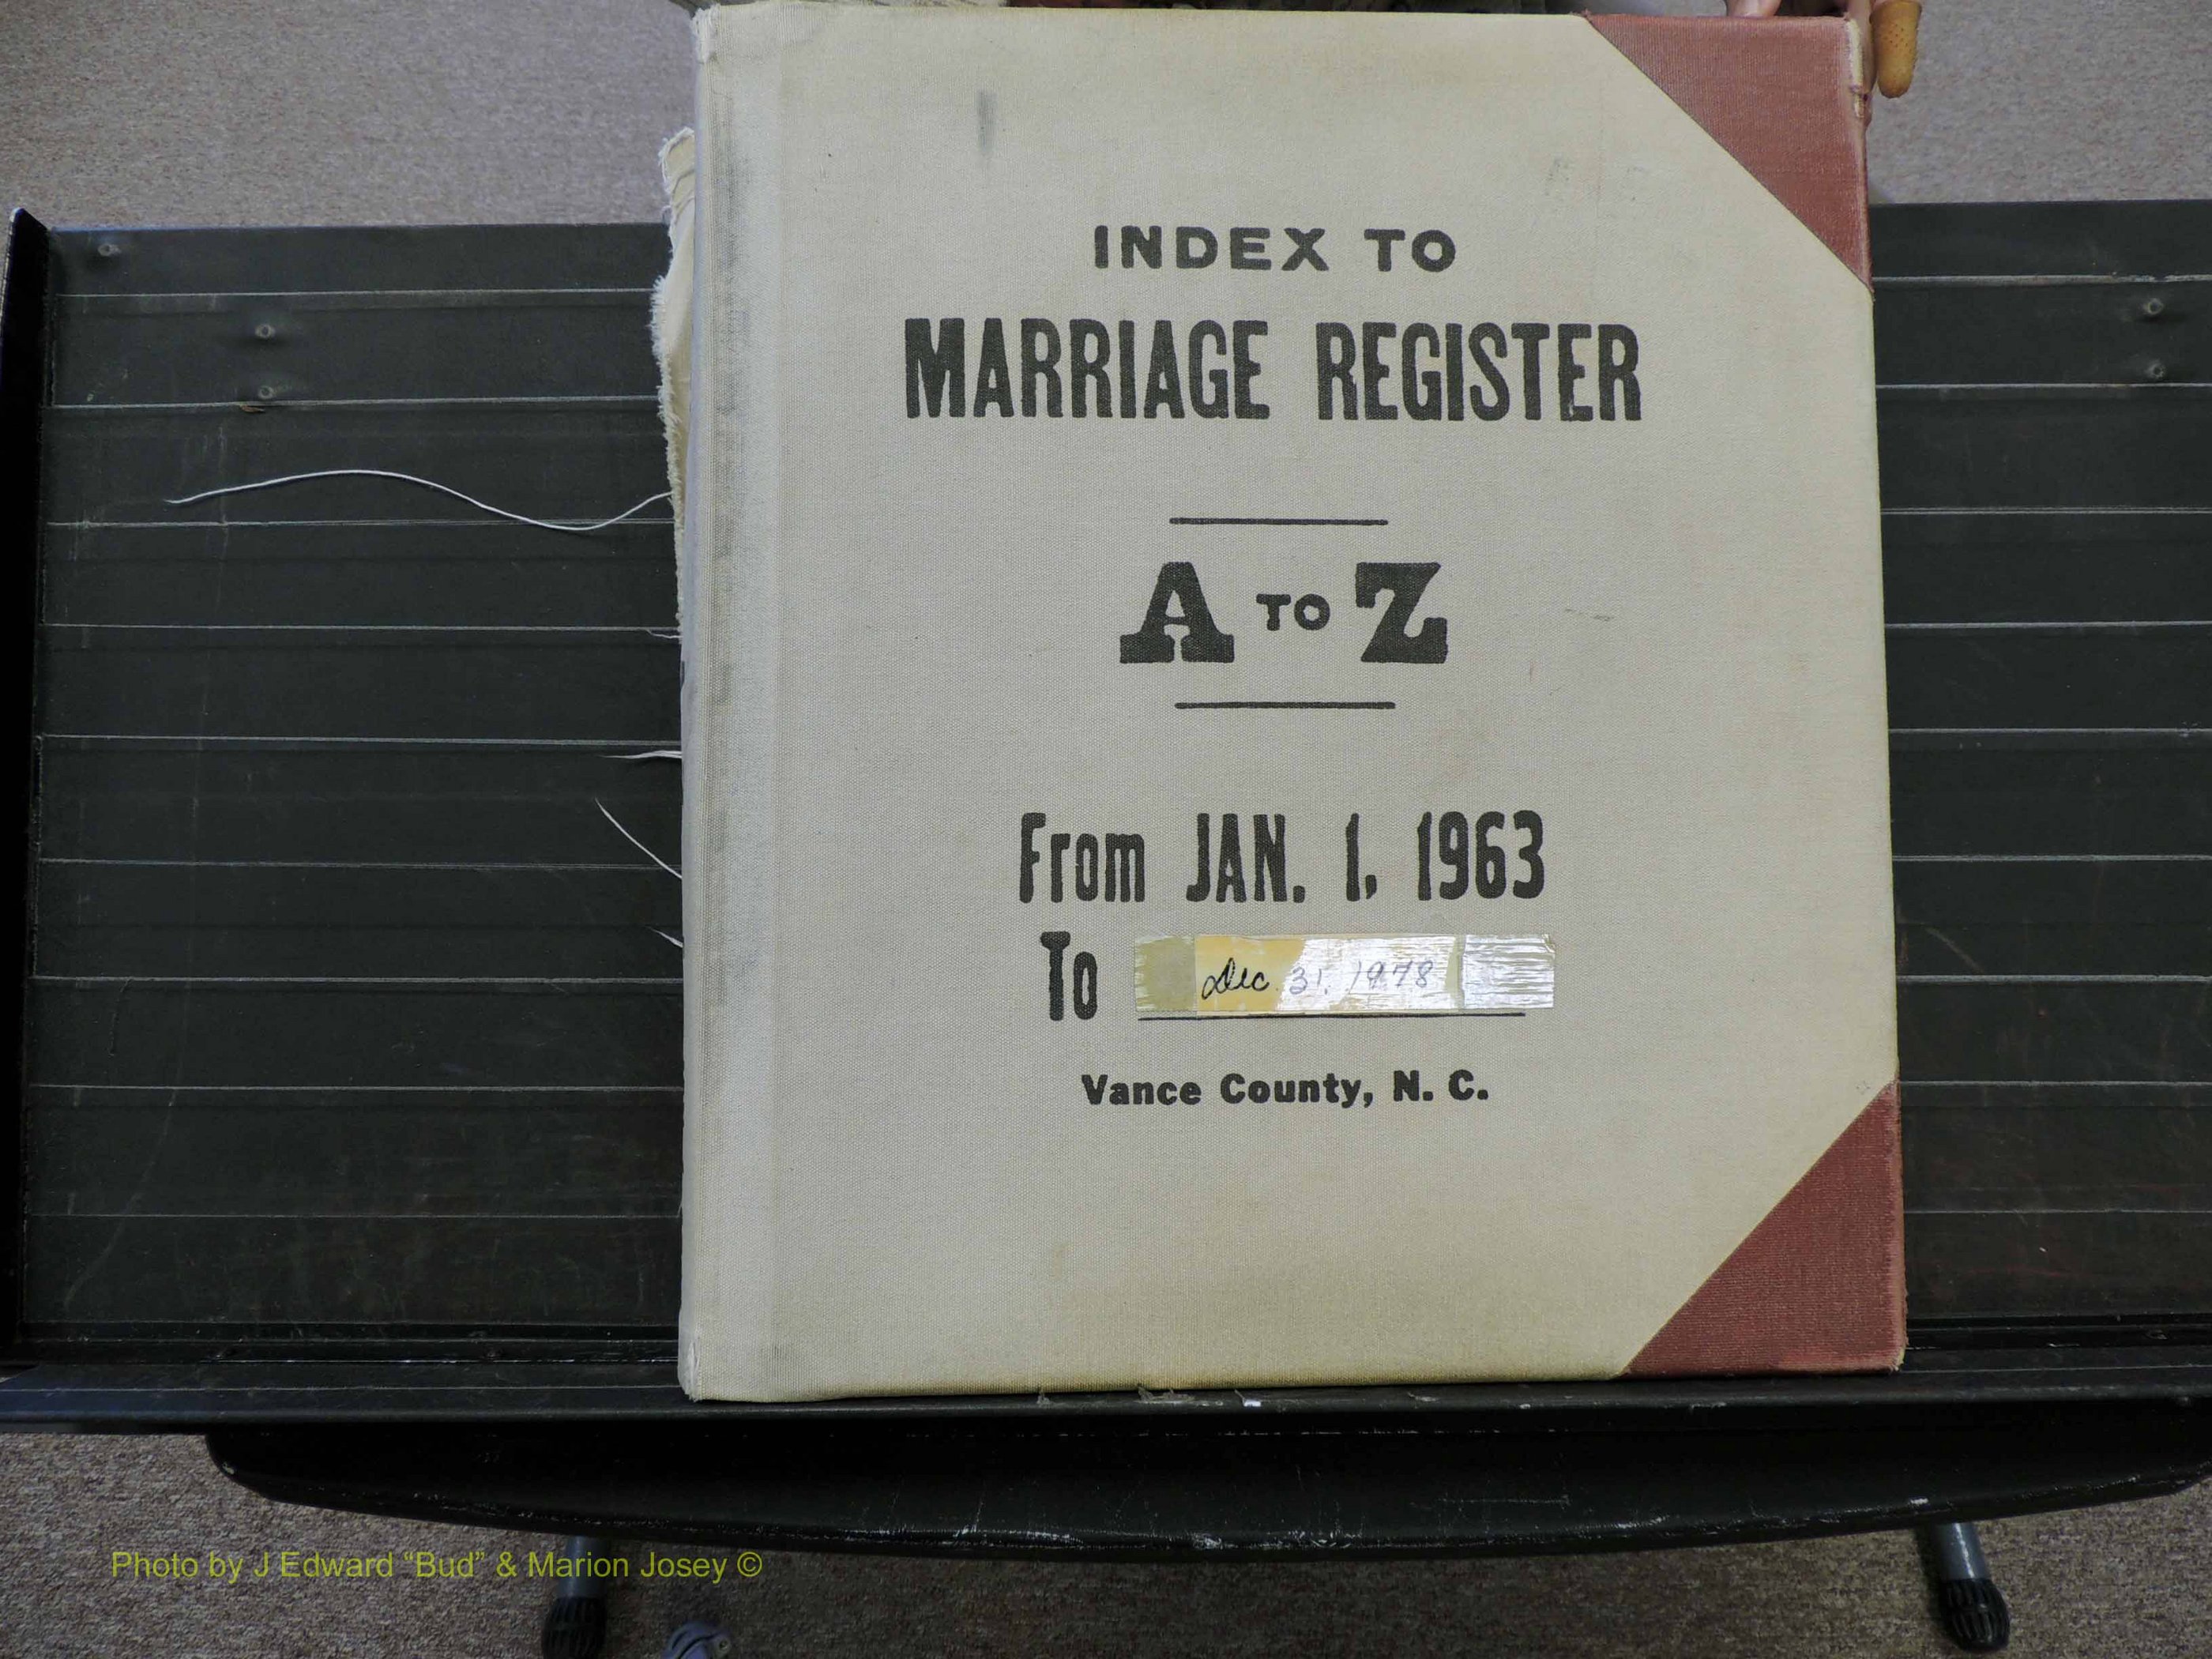 INDEX TO
MARRIAGE REGISTER
A TO Z
From JAN. 1, 1963
To Dec 31, 1978
Vance County, N. C.
Photo by J Edward “Bud” & Marion Josey ©